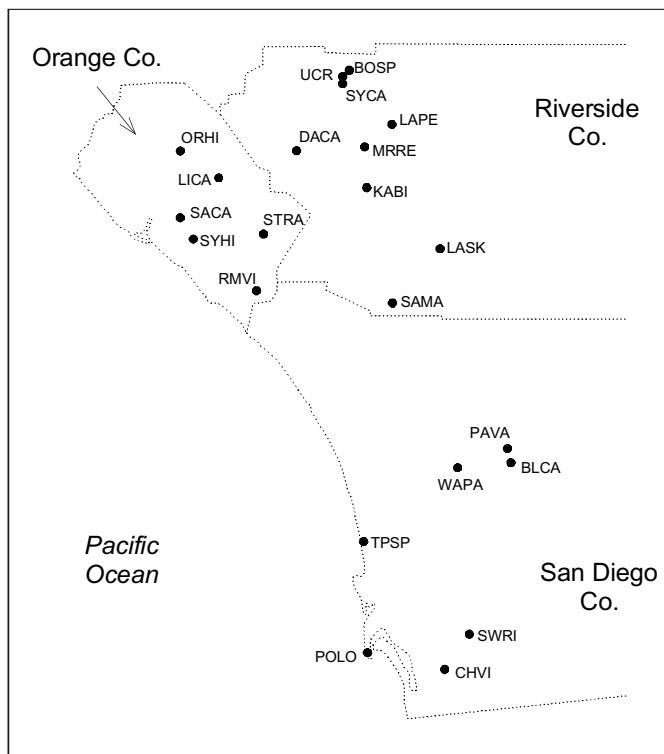 Orange Co.
BOSP
UCR
SYCA
LAPE
Riverside
Co.
ORHI
DACA
MRRE
LICA
KABI
SACA
STRA
SYHI
LASK
RMVI
SAMA
PAVA
BLCA
WAPA
TPSP
Pacific
Ocean
San Diego
Co.
SWRI
POLO
CHVI